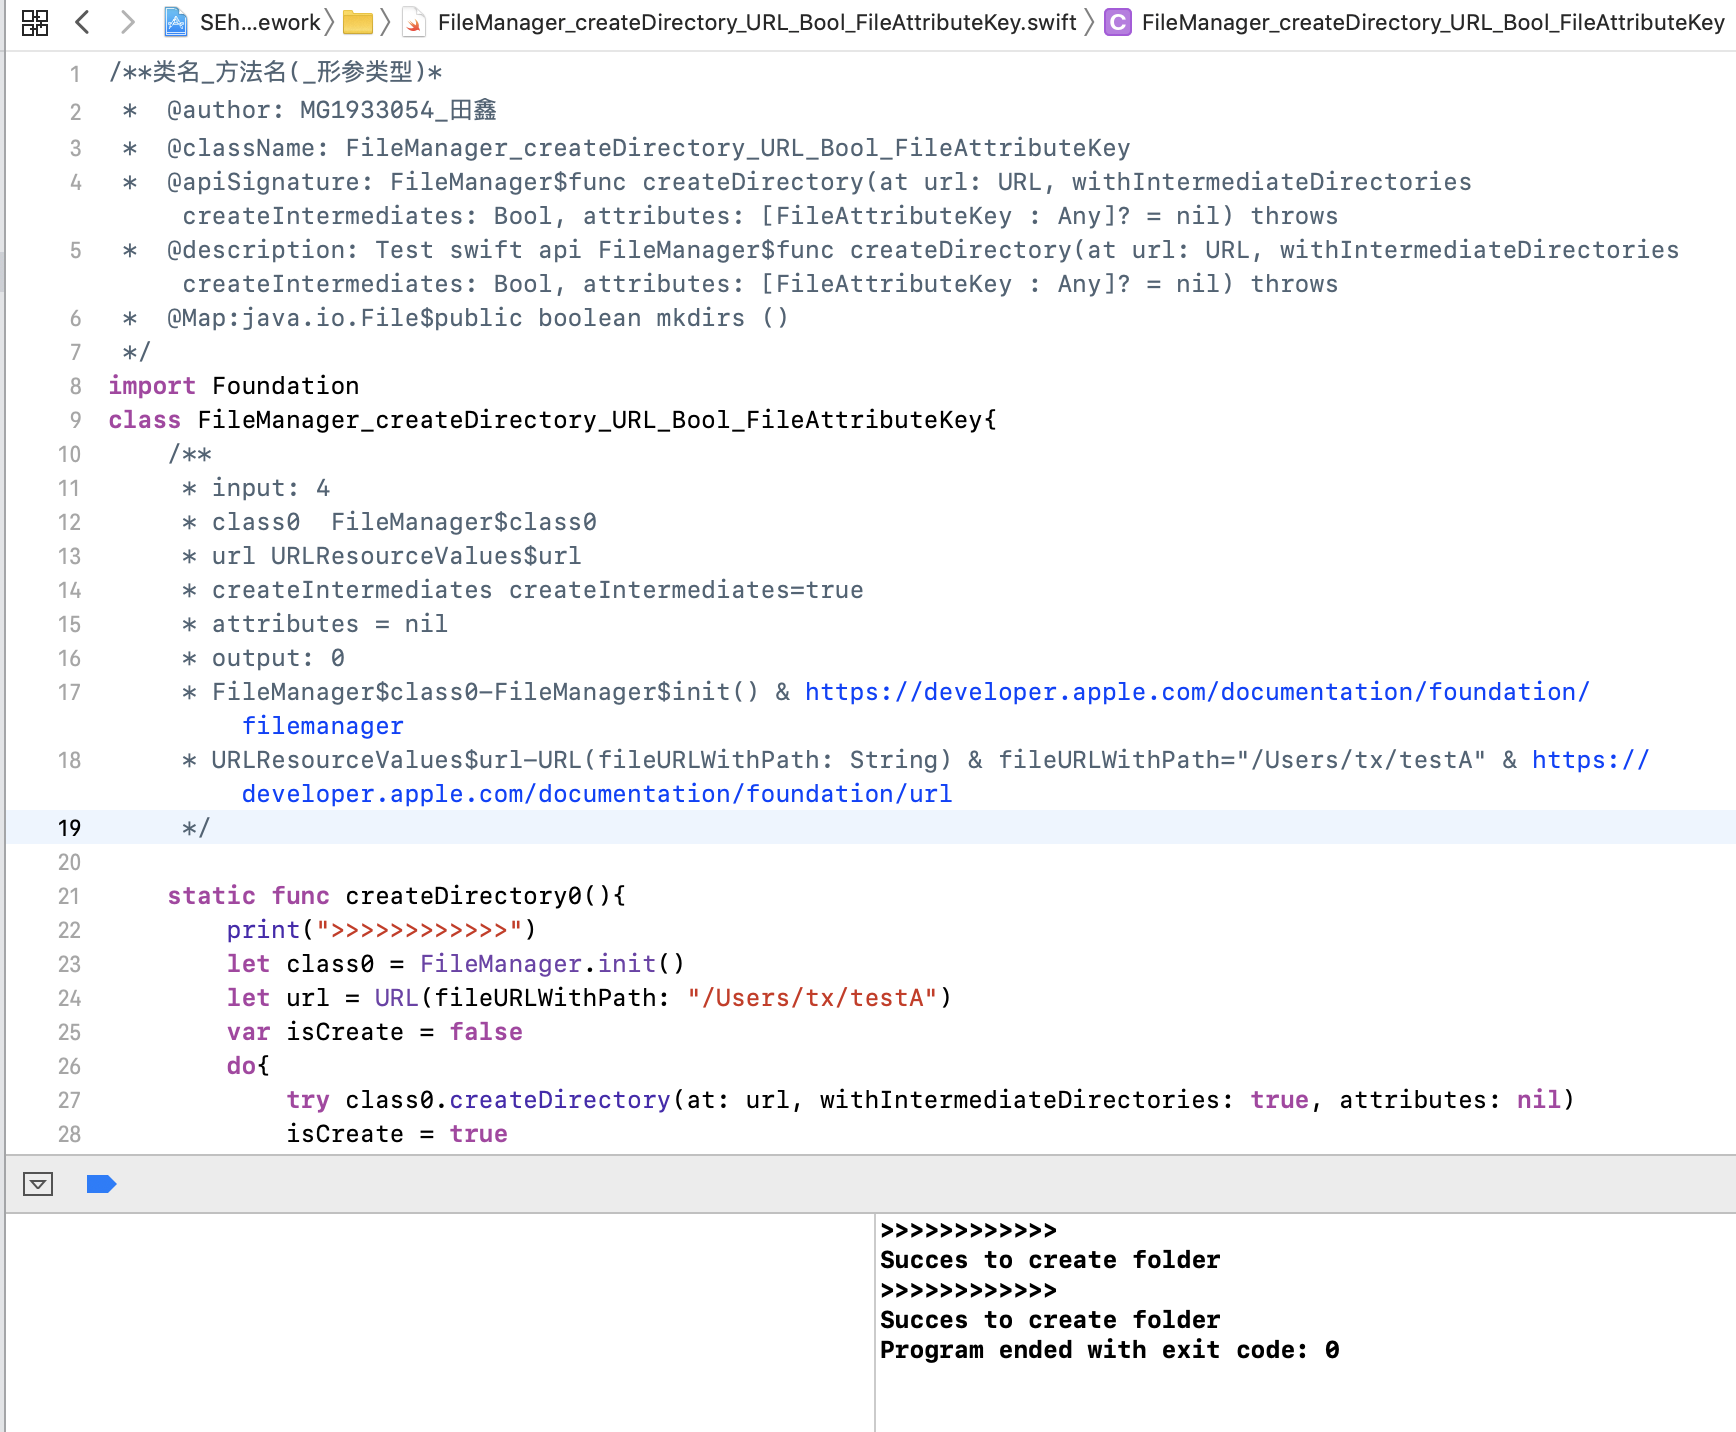 SEh...ework FileManager_createDirectory_URL_Bool_FileAttributeKey.swift C FileManager_createDirectory_URL_Bool_FileAttributeKey
1 /**类名_方法名(_形参类型)*
2 * @author: MG1933054_田鑫
3 * @className: FileManager_createDirectory_URL_Bool_FileAttributeKey
4 * @apiSignature: FileManager$func createDirectory(at url: URL, withIntermediateDirectories
createIntermediates: Bool, attributes: [FileAttributeKey : Any]? = nil) throws
5 * @description: Test swift api FileManager$func createDirectory(at url: URL, withIntermediateDirectories
createIntermediates: Bool, attributes: [FileAttributeKey : Any]? = nil) throws
6 * @Map:java.io.File$public boolean mkdirs ()
7 */
8 import Foundation
9 class FileManager_createDirectory_URL_Bool_FileAttributeKey{
10 /**
11 * input: 4
12 * class0  FileManager$class0
13 * url URLResourceValues$url
14 * createIntermediates createIntermediates=true
15 * attributes = nil
16 * output: 0
17 * FileManager$class0-FileManager$init() & https://developer.apple.com/documentation/foundation/
filemanager
18 * URLResourceValues$url-URL(fileURLWithPath: String) & fileURLWithPath="/Users/tx/testA" & https://
developer.apple.com/documentation/foundation/url
19 */
20
21 static func createDirectory0(){
22 print(">>>>>>>>>>>>")
23 let class0 = FileManager.init()
24 let url = URL(fileURLWithPath: "/Users/tx/testA")
25 var isCreate = false
26 do{
27 try class0.createDirectory(at: url, withIntermediateDirectories: true, attributes: nil)
28 isCreate = true
>>>>>>>>>>>>
Succes to create folder
>>>>>>>>>>>>
Succes to create folder
Program ended with exit code: 0